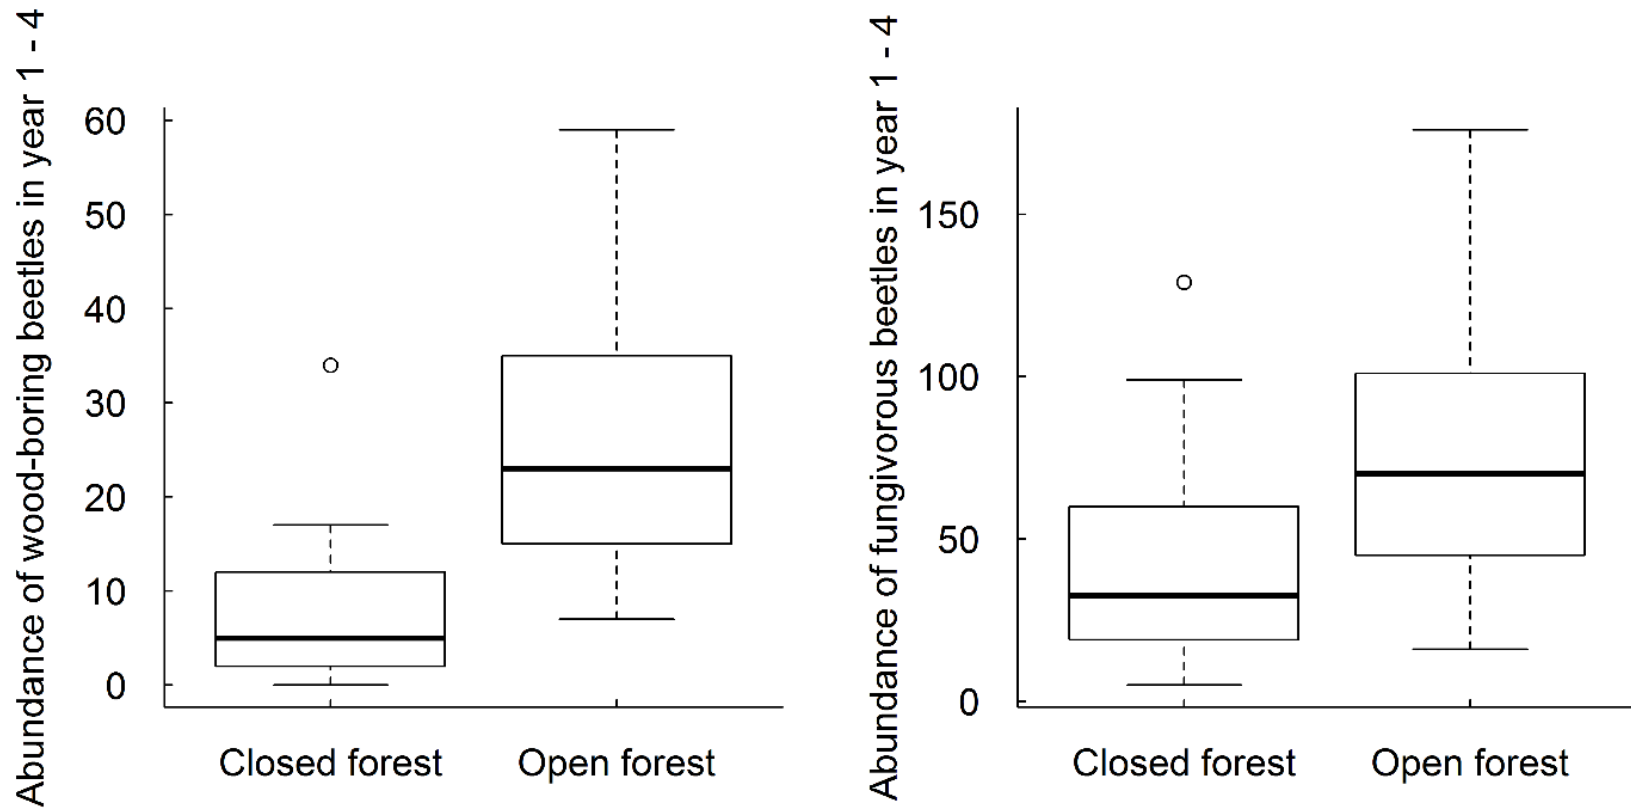 Abundance of wood-boring beetles in year 1 - 4
60
50
40
30
20
10
0
Closed forest
Open forest
Abundance of fungivorous beetles in year 1 - 4
150
100
50
0
Closed forest
Open forest